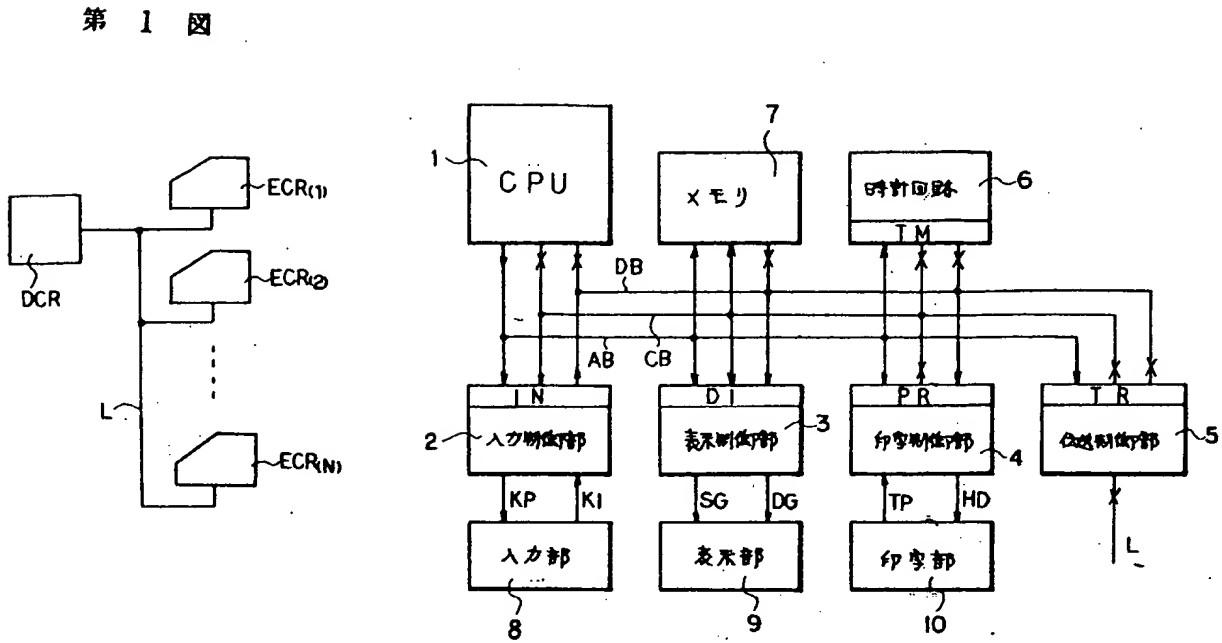 第 1 図
DCR
ECR(1)
ECR(2)
ECR(N)
L
1
CPU
7
メモリ
6
時計回路
TM
DB
CB
AB
IN
2
入力制御部
DI
3
表示制御部
PR
4
印字制御部
TR
5
伝送制御部
KP
KI
SG
DG
TP
HD
L
入力部
8
表示部
9
印字部
10